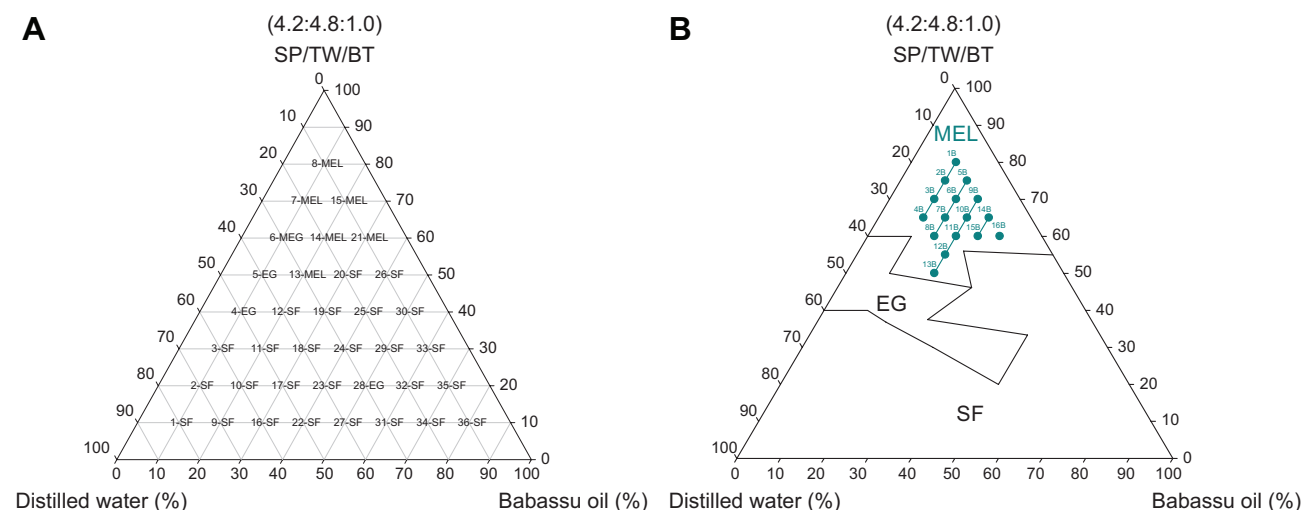 A
(4.2:4.8:1.0)
SP/TW/BT
0 100
10 90
8-MEL
20 80
7-MEL 15-MEL
30 70
6-MEG 14-MEL 21-MEL
40 60
5-EG 13-MEL 20-SF 26-SF
50 50
4-EG 12-SF 19-SF 25-SF 30-SF
60 40
3-SF 11-SF 18-SF 24-SF 29-SF 33-SF
70 30
2-SF 10-SF 17-SF 23-SF 28-EG 32-SF 35-SF
80 20
1-SF 9-SF 16-SF 22-SF 27-SF 31-SF 34-SF 36-SF
90 10
100 0
0 10 20 30 40 50 60 70 80 90 100
Distilled water (%) Babassu oil (%)
B
(4.2:4.8:1.0)
SP/TW/BT
0 100
10 90
MEL
20 1B 80
2B 5B
30 3B 6B 9B 70
4B 7B 10B 14B
40 8B 11B 15B 16B 60
12B
50 13B 50
60 EG 40
70 30
80 20
90 SF 10
100 0
0 10 20 30 40 50 60 70 80 90 100
Distilled water (%) Babassu oil (%)